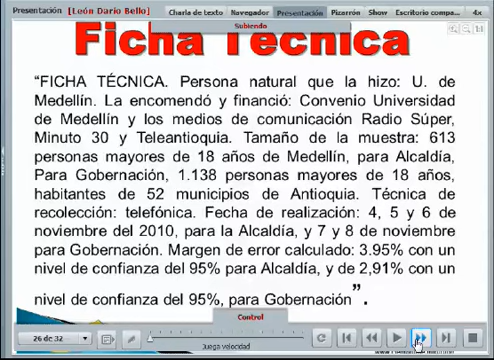 Presentación [León Darío Bello] Charla de texto Navegador Presentación Pizarrón Show Escritorio compa... 4x
Subiendo
Ficha Técnica
“FICHA TÉCNICA. Persona natural que la hizo: U. de
Medellín. La encomendó y financió: Convenio Universidad
de Medellín y los medios de comunicación Radio Súper,
Minuto 30 y Teleantioquia. Tamaño de la muestra: 613
personas mayores de 18 años de Medellín, para Alcaldía,
Para Gobernación, 1.138 personas mayores de 18 años,
habitantes de 52 municipios de Antioquia. Técnica de
recolección: telefónica. Fecha de realización: 4, 5 y 6 de
noviembre del 2010, para la Alcaldía, y 7 y 8 de noviembre
para Gobernación. Margen de error calculado: 3.95% con un
nivel de confianza del 95% para Alcaldía, y de 2,91% con un
nivel de confianza del 95%, para Gobernación”.
Control
26 de 32
Juega velocidad